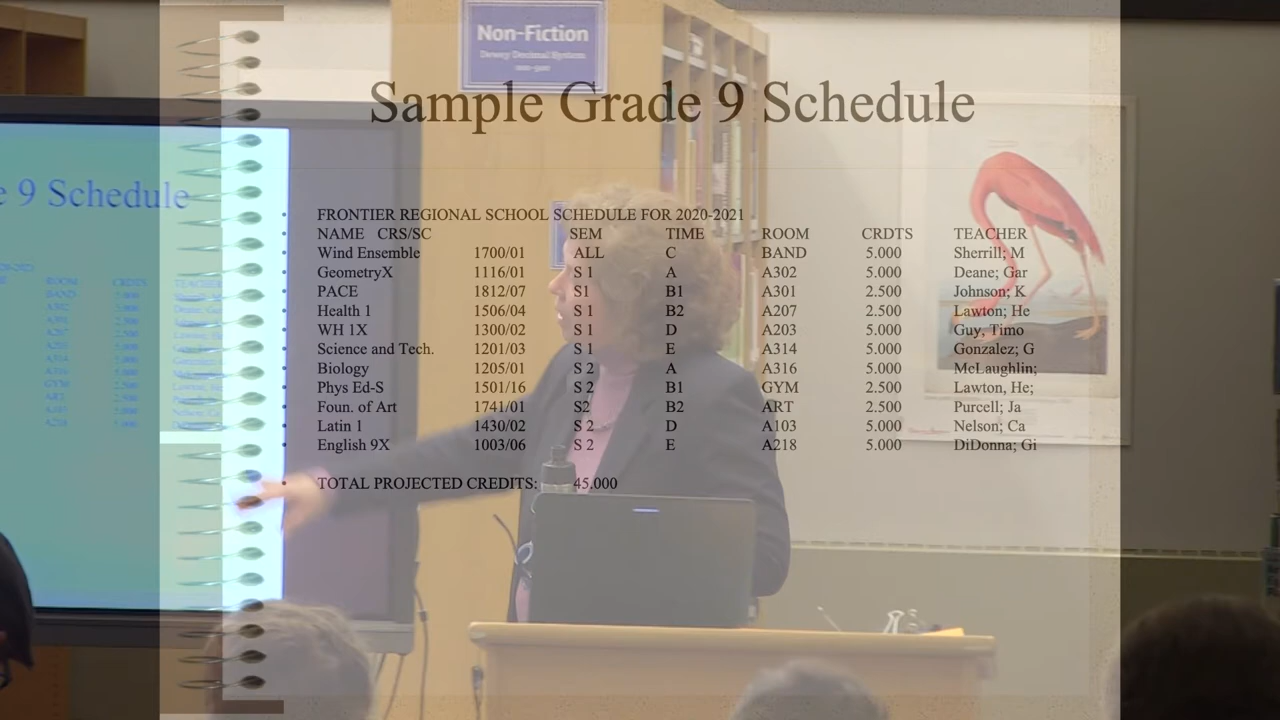 Non-Fiction
Dewey Decimal System
Sample Grade 9 Schedule
e 9 Schedule
FRONTIER REGIONAL SCHOOL SCHEDULE FOR 2020-2021
NAME CRS/SC SEM TIME ROOM CRDTS TEACHER
Wind Ensemble 1700/01 ALL C BAND 5.000 Sherrill; M
GeometryX 1116/01 S 1 A A302 5.000 Deane; Gar
PACE 1812/07 S1 B1 A301 2.500 Johnson; K
Health 1 1506/04 S 1 B2 A207 2.500 Lawton; He
WH 1X 1300/02 S 1 D A203 5.000 Guy, Timo
Science and Tech. 1201/03 S 1 E A314 5.000 Gonzalez; G
Biology 1205/01 S 2 A A316 5.000 McLaughlin;
Phys Ed-S 1501/16 S 2 B1 GYM 2.500 Lawton, He;
Foun. of Art 1741/01 S2 B2 ART 2.500 Purcell; Ja
Latin 1 1430/02 S 2 D A103 5.000 Nelson; Ca
English 9X 1003/06 S 2 E A218 5.000 DiDonna; Gi
TOTAL PROJECTED CREDITS: 45.000